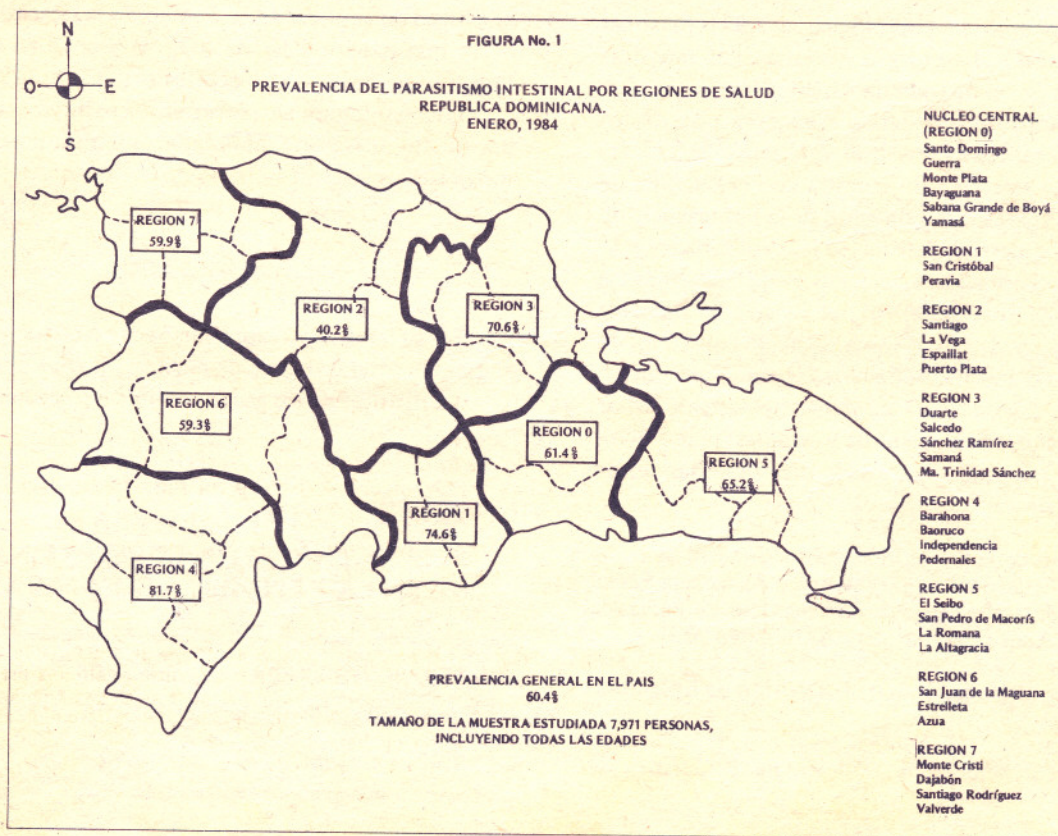 FIGURA No. 1
N
O
E
S
PREVALENCIA DEL PARASITISMO INTESTINAL POR REGIONES DE SALUD
REPUBLICA DOMINICANA.
ENERO, 1984
REGION 7
59.9%
REGION 2
40.2%
REGION 3
70.6%
REGION 6
59.3%
REGION 0
61.4%
REGION 5
65.2%
REGION 1
74.6%
REGION 4
81.7%
PREVALENCIA GENERAL EN EL PAIS
60.4%
TAMAÑO DE LA MUESTRA ESTUDIADA 7,971 PERSONAS,
INCLUYENDO TODAS LAS EDADES
NUCLEO CENTRAL
(REGION 0)
Santo Domingo
Guerra
Monte Plata
Bayaguana
Sabana Grande de Boyá
Yamasá
REGION 1
San Cristóbal
Peravia
REGION 2
Santiago
La Vega
Espaillat
Puerto Plata
REGION 3
Duarte
Salcedo
Sánchez Ramírez
Samaná
Ma. Trinidad Sánchez
REGION 4
Barahona
Baoruco
Independencia
Pedernales
REGION 5
El Seibo
San Pedro de Macorís
La Romana
La Altagracia
REGION 6
San Juan de la Maguana
Estrelleta
Azua
REGION 7
Monte Cristi
Dajabón
Santiago Rodríguez
Valverde